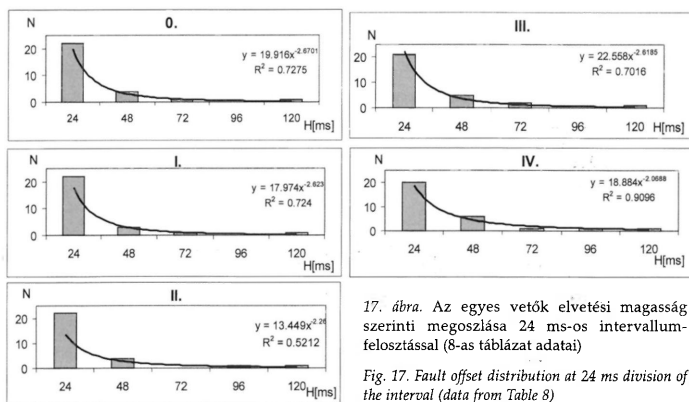 0.
N
20
10
0
y = 19.916x^-2.6701
R² = 0.7275
24 48 72 96 120
H[ms]
I.
N
20
10
0
y = 17.974x^-2.623
R² = 0.724
24 48 72 96 120
H[ms]
II.
N
20
10
0
y = 13.449x^-2.26
R² = 0.5212
24 48 72 96 120
H[ms]
III.
N
20
10
0
y = 22.558x^-2.6185
R² = 0.7016
24 48 72 96 120
H[ms]
IV.
N
20
10
0
y = 18.884x^-2.0688
R² = 0.9096
24 48 72 96 120
H[ms]
17. ábra. Az egyes vetők elvetési magasság
szerinti megoszlása 24 ms-os intervallum-
felosztással (8-as táblázat adatai)
Fig. 17. Fault offset distribution at 24 ms division of
the interval (data from Table 8)